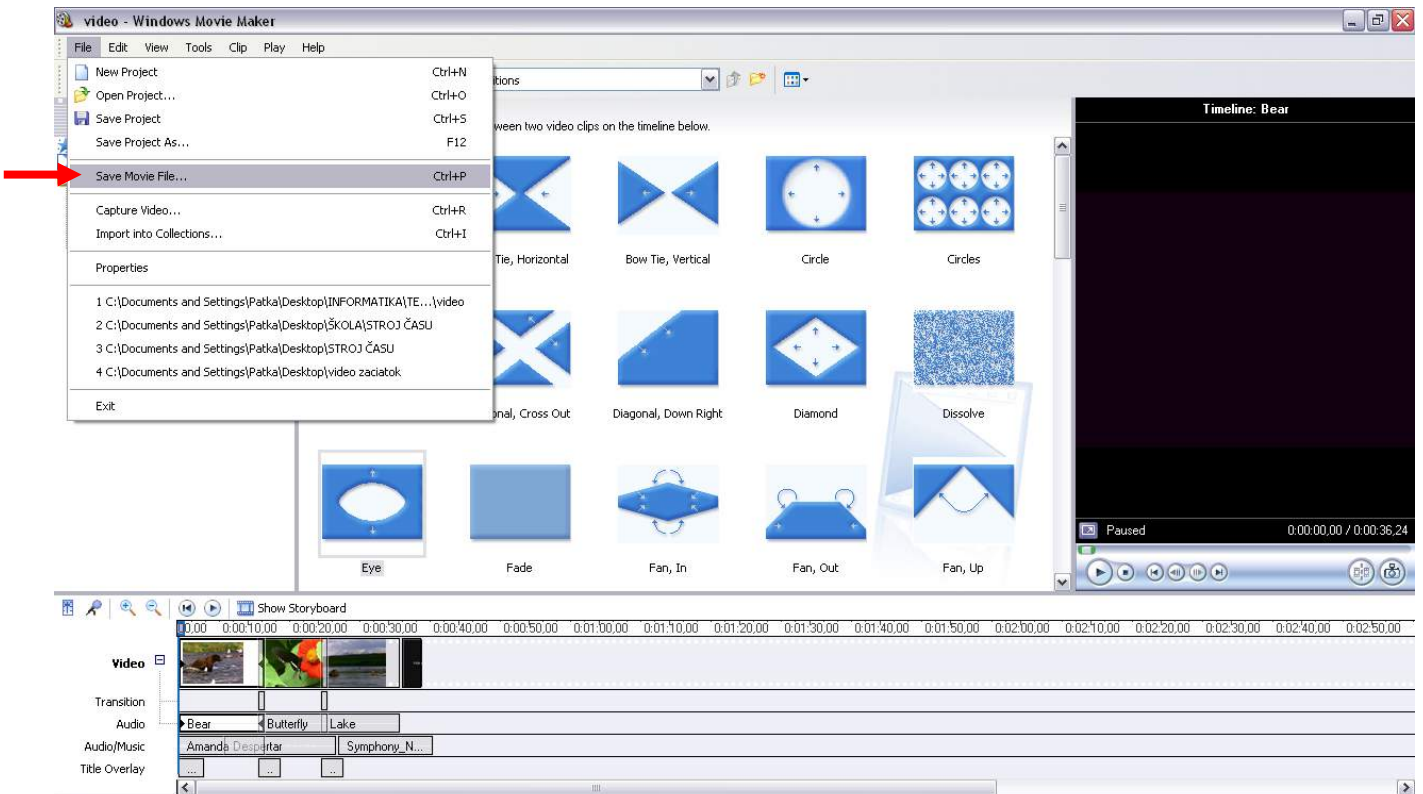 video - Windows Movie Maker
File Edit View Tools Clip Play Help
New Project Ctrl+N
Open Project... Ctrl+O
Save Project Ctrl+S
Save Project As... F12
Save Movie File... Ctrl+P
Capture Video... Ctrl+R
Import into Collections... Ctrl+I
Properties
1 C:\Documents and Settings\Patka\Desktop\INFORMATIKA\TE...\video
2 C:\Documents and Settings\Patka\Desktop\ŠKOLA\STROJ ČASU
3 C:\Documents and Settings\Patka\Desktop\STROJ ČASU
4 C:\Documents and Settings\Patka\Desktop\video zaciatok
Exit
itions
ween two video clips on the timeline below.
Tie, Horizontal Bow Tie, Vertical Circle Circles
onal, Cross Out Diagonal, Down Right Diamond Dissolve
Eye Fade Fan, In Fan, Out Fan, Up
Timeline: Bear
Paused 0:00:00,00 / 0:00:36,24
Show Storyboard
0,00 0:00:10,00 0:00:20,00 0:00:30,00 0:00:40,00 0:00:50,00 0:01:00,00 0:01:10,00 0:01:20,00 0:01:30,00 0:01:40,00 0:01:50,00 0:02:00,00 0:02:10,00 0:02:20,00 0:02:30,00 0:02:40,00 0:02:50,00
Video
Transition
Audio Bear Butterfly Lake
Audio/Music Amanda Despertar Symphony_N...
Title Overlay ... .. ..